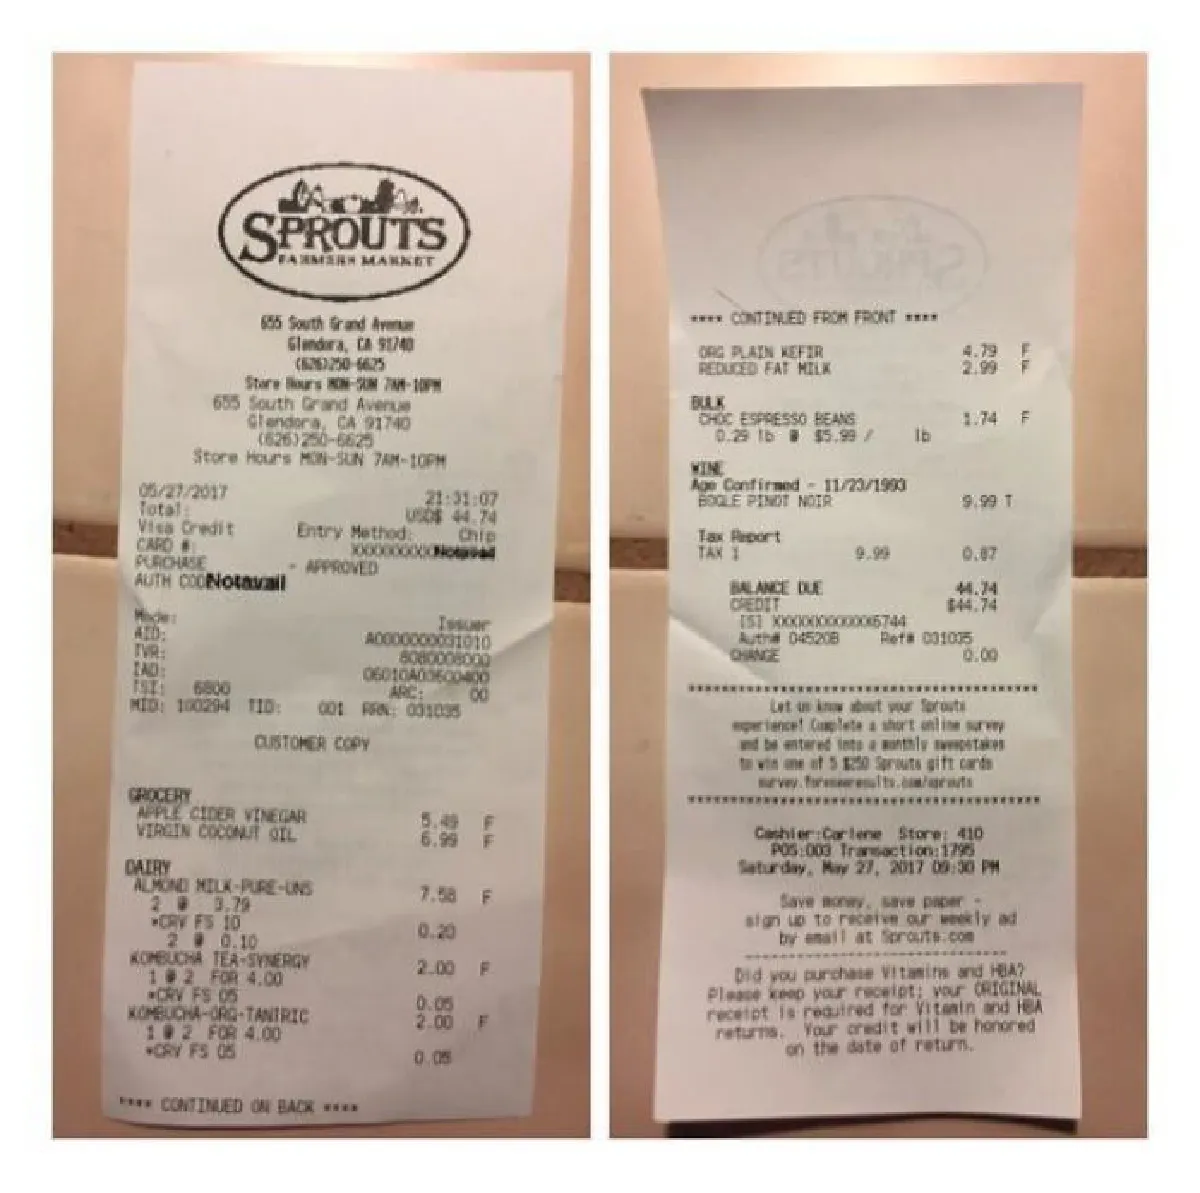 SPROUTS
FARMERS MARKET
655 South Grand Avenue
Glendora, CA 91740
(626)250-6625
Store Hours MON-SUN 7AM-10PM
655 South Grand Avenue
Glendora, CA 91740
(626)250-6625
Store Hours MON-SUN 7AM-10PM
05/27/2017 21:31:07
Total: USD$ 44.74
Visa Credit Entry Method: Chip
CARD #: XXXXXXXXXXNotavail
PURCHASE - APPROVED
AUTH CODNotavail
Mode: Issuer
AID: A0000000031010
TVR: 8080008000
IAD: 06010A03600400
TSI: 6800 ARC: 00
MID: 100294 TID: 001 RRN: 031035
CUSTOMER COPY
GROCERY
APPLE CIDER VINEGAR 5.49 F
VIRGIN COCONUT OIL 6.99 F
DAIRY
ALMOND MILK-PURE-UNS 7.58 F
2 @ 3.79
*CRV FS 10 0.20
2 @ 0.10
KOMBUCHA TEA-SYNERGY 2.00 F
1 @ 2 FOR 4.00
*CRV FS 05 0.05
KOMBUCHA-ORG-TANTRIC 2.00 F
1 @ 2 FOR 4.00
*CRV FS 05 0.05
**** CONTINUED ON BACK ****
**** CONTINUED FROM FRONT ****
ORG PLAIN KEFIR 4.79 F
REDUCED FAT MILK 2.99 F
BULK
CHOC ESPRESSO BEANS 1.74 F
0.29 lb @ $5.99 / lb
WINE
Age Confirmed - 11/23/1993
BOGLE PINOT NOIR 9.99 T
Tax Report
TAX 1 9.99 0.87
BALANCE DUE 44.74
CREDIT $44.74
[S] XXXXXXXXXXXX6744
Auth# 04520B Ref# 031035
CHANGE 0.00
Let us know about your Sprouts
experience! Complete a short online survey
and be entered into a monthly sweepstakes
to win one of 5 $250 Sprouts gift cards
survey.foreseeresults.com/sprouts
Cashier:Carlene Store: 410
POS:003 Transaction:1795
Saturday, May 27, 2017 09:30 PM
Save money, save paper -
sign up to receive our weekly ad
by email at Sprouts.com
Did you purchase Vitamins and HBA?
Please keep your receipt; your ORIGINAL
receipt is required for Vitamin and HBA
returns. Your credit will be honored
on the date of return.